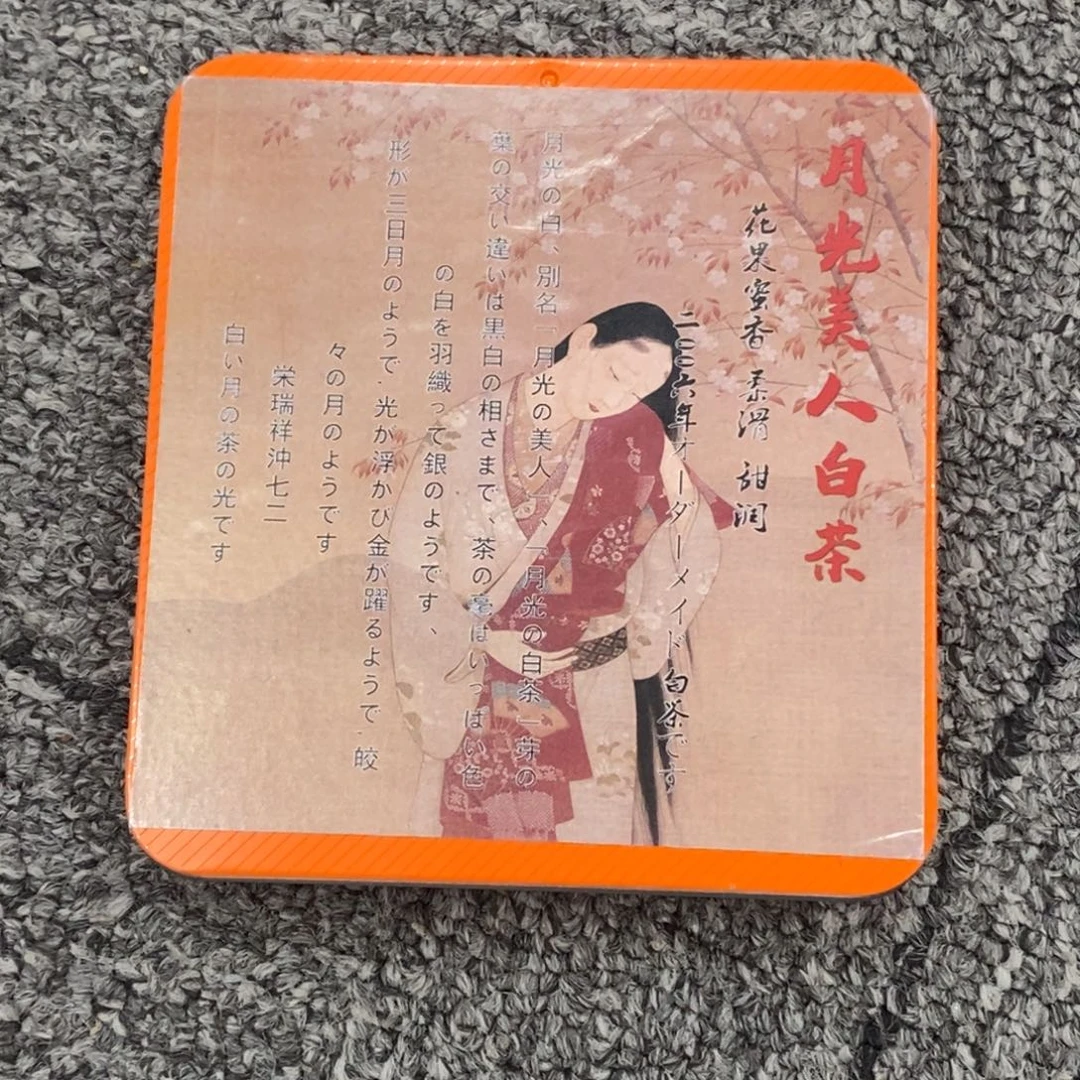 月光美人白茶
花果蜜香 柔滑 甜润
二〇〇六年オーダーメイド白茶です
月光の白、別名「月光の美人」、「月光の白茶」芽の
葉の交い違いは黒白の相さまで、茶の毫はいっぱい色
の白を羽織って銀のようです、
形が三日月のようで、光が浮かび金が躍るようで、皎
々の月のようです
栄瑞祥沖七二
白い月の茶の光です